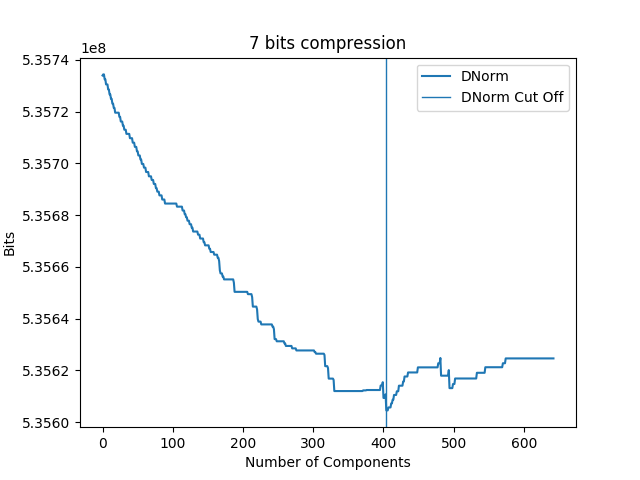 7 bits compression
1e8
5.3574
5.3572
5.3570
5.3568
5.3566
5.3564
5.3562
5.3560
Bits
DNorm
DNorm Cut Off
0 100 200 300 400 500 600
Number of Components